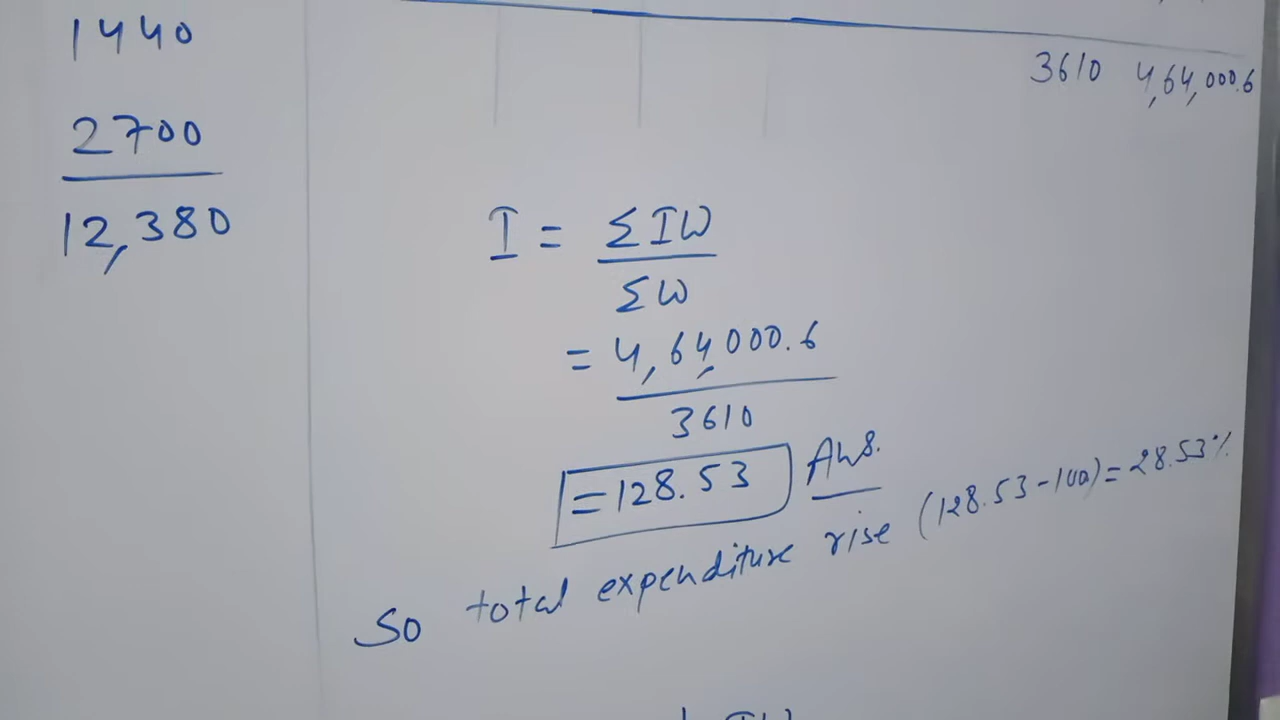 1440
2700
12,380
3610 4,64,000.6
I = ΣIW
ΣW
= 4,64,000.6
3610
= 128.53 Ans.
So total expenditure rise (128.53-100)=28.53%
IW